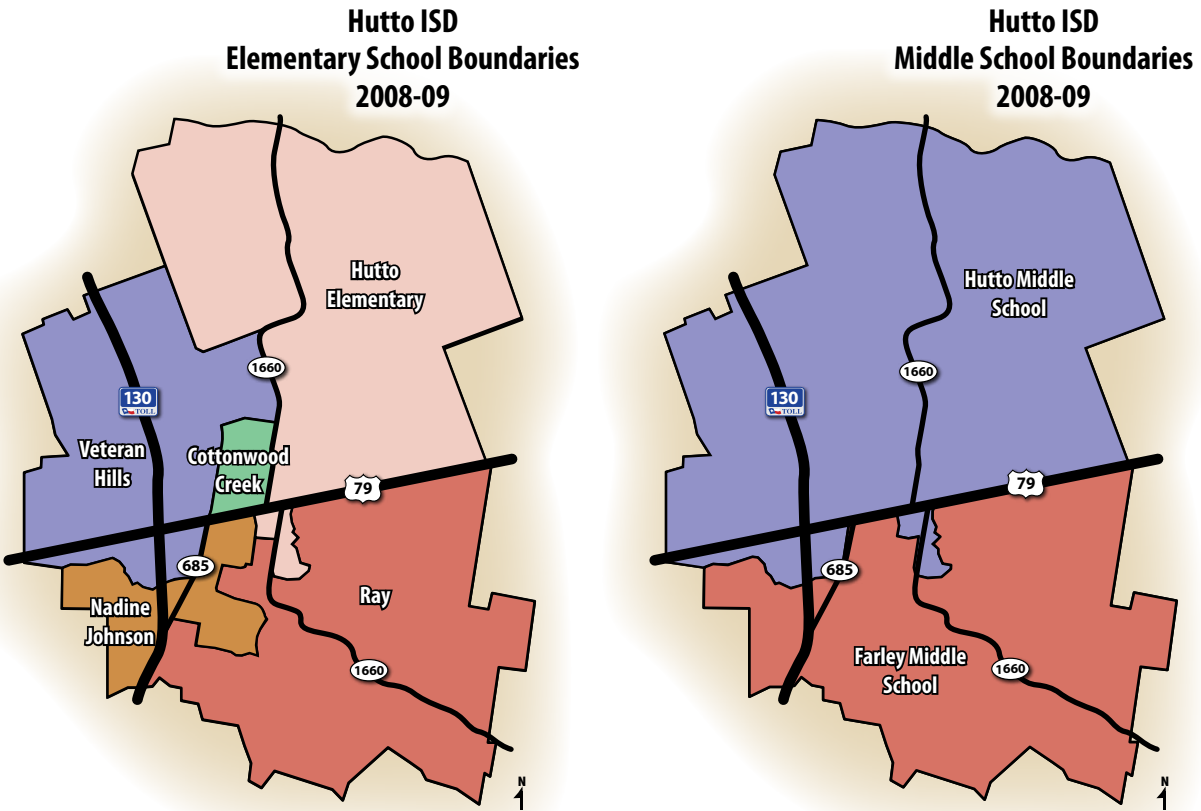 Hutto ISD
Elementary School Boundaries
2008-09
Hutto
Elementary
1660
130
TOLL
Veteran
Hills
Cottonwood
Creek
79
685
Nadine
Johnson
Ray
1660
N
Hutto ISD
Middle School Boundaries
2008-09
Hutto Middle
School
1660
130
TOLL
79
685
Farley Middle
School
1660
N